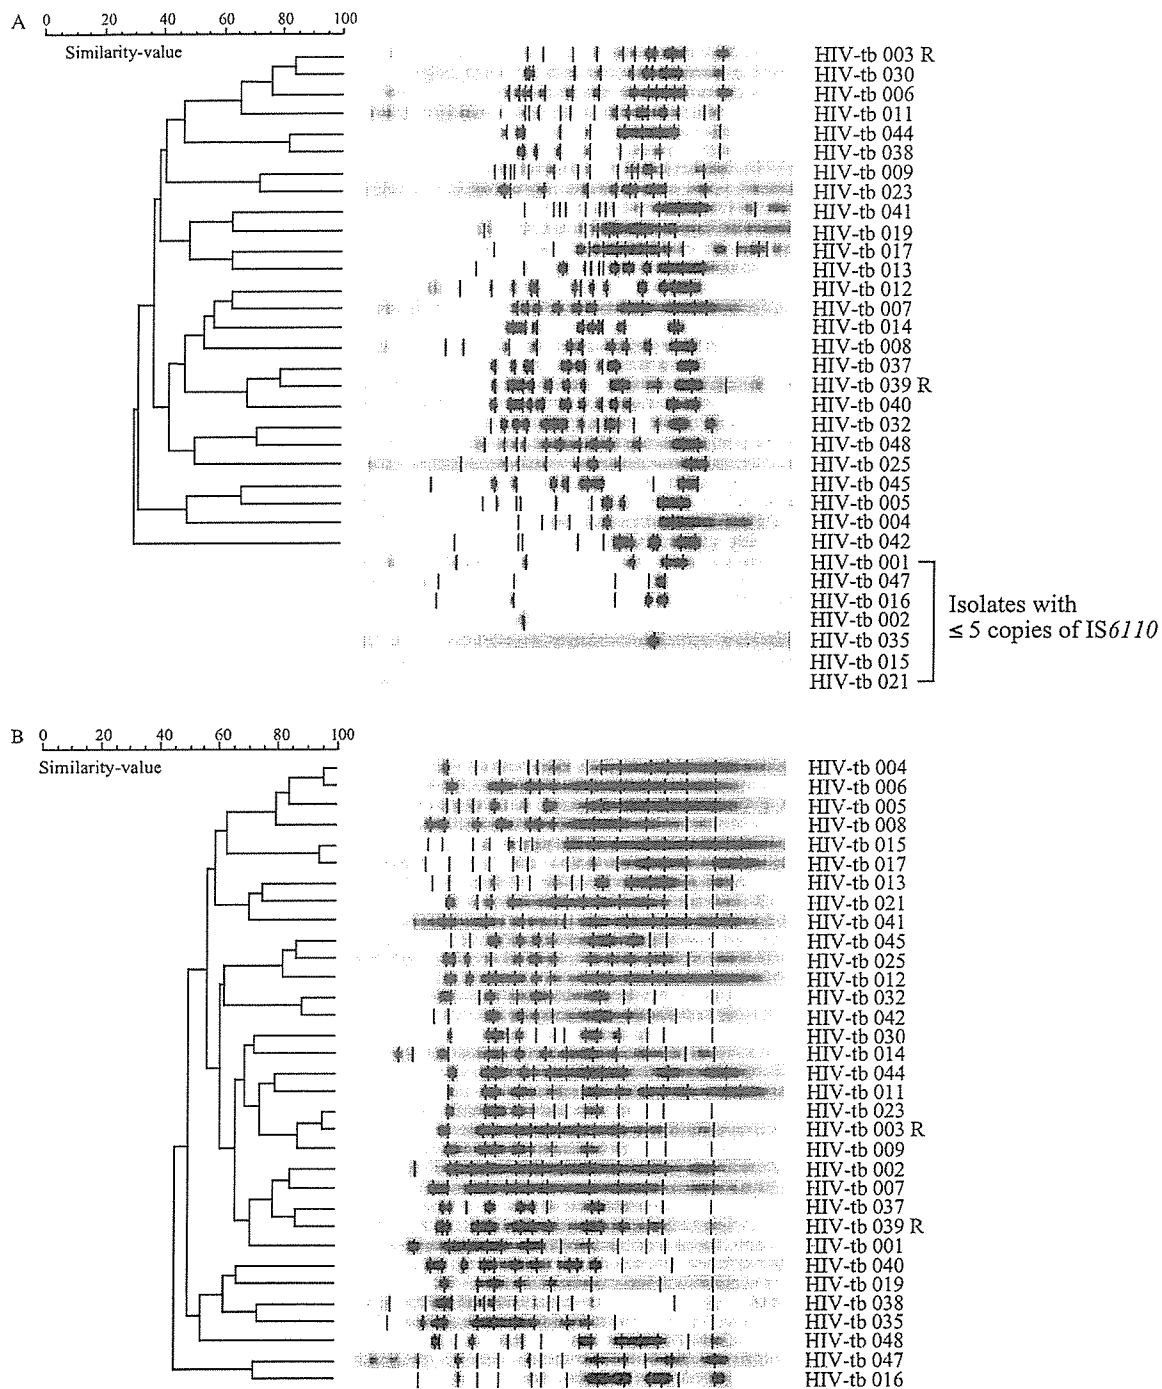 A
0 20 40 60 80 100
Similarity-value
HIV-tb 003 R
HIV-tb 030
HIV-tb 006
HIV-tb 011
HIV-tb 044
HIV-tb 038
HIV-tb 009
HIV-tb 023
HIV-tb 041
HIV-tb 019
HIV-tb 017
HIV-tb 013
HIV-tb 012
HIV-tb 007
HIV-tb 014
HIV-tb 008
HIV-tb 037
HIV-tb 039 R
HIV-tb 040
HIV-tb 032
HIV-tb 048
HIV-tb 025
HIV-tb 045
HIV-tb 005
HIV-tb 004
HIV-tb 042
HIV-tb 001
HIV-tb 047
HIV-tb 016
HIV-tb 002
HIV-tb 035
HIV-tb 015
HIV-tb 021
Isolates with
≤ 5 copies of IS6110
B
0 20 40 60 80 100
Similarity-value
HIV-tb 004
HIV-tb 006
HIV-tb 005
HIV-tb 008
HIV-tb 015
HIV-tb 017
HIV-tb 013
HIV-tb 021
HIV-tb 041
HIV-tb 045
HIV-tb 025
HIV-tb 012
HIV-tb 032
HIV-tb 042
HIV-tb 030
HIV-tb 014
HIV-tb 044
HIV-tb 011
HIV-tb 023
HIV-tb 003 R
HIV-tb 009
HIV-tb 002
HIV-tb 007
HIV-tb 037
HIV-tb 039 R
HIV-tb 001
HIV-tb 040
HIV-tb 019
HIV-tb 038
HIV-tb 035
HIV-tb 048
HIV-tb 047
HIV-tb 016